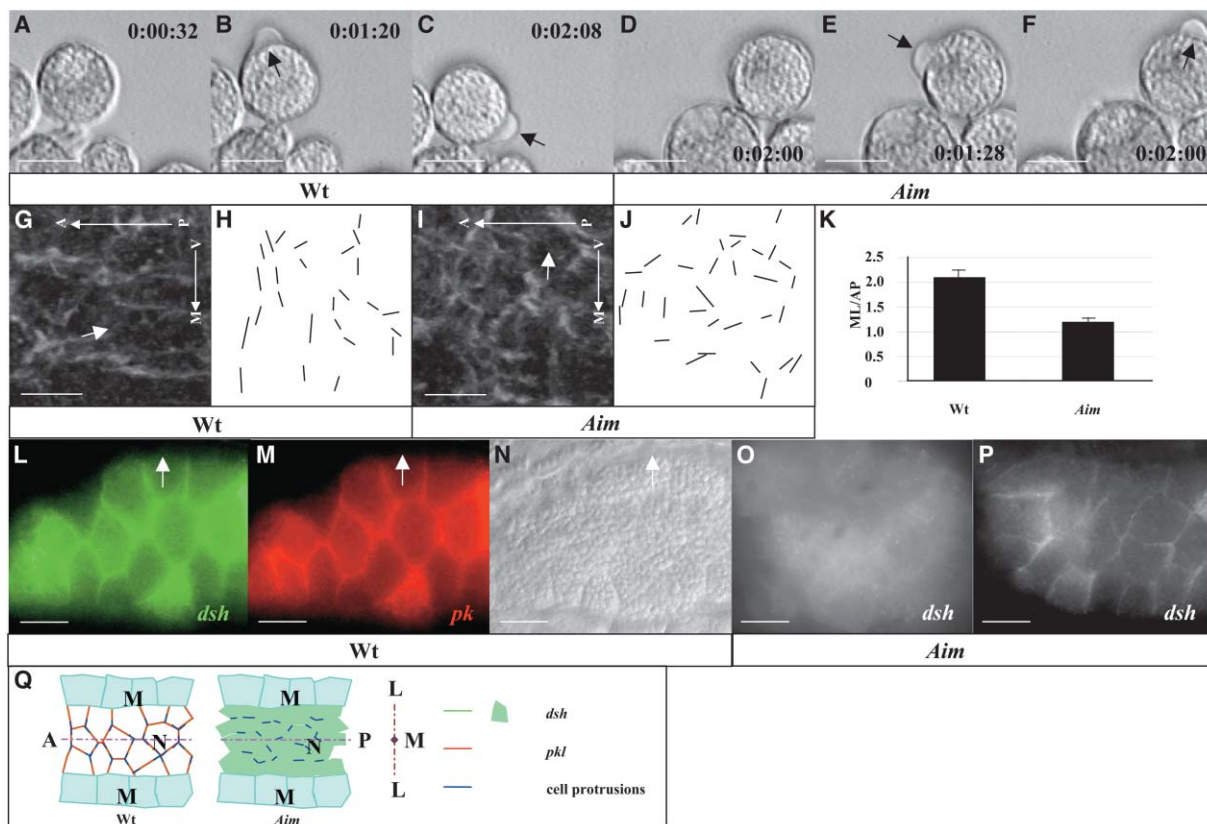 A 0:00:32 B 0:01:20 C 0:02:08 D 0:02:00 E 0:01:28 F 0:02:00
Wt Aim
G A P V M H I A P V M J K
2.5
2.0
1.5
1.0
0.5
0
ML/AP
Wt Aim
Wt Aim
L dsh M pk N O dsh P dsh
Wt Aim
Q
M M L
A N N P M
M M L
Wt Aim
dsh
pkl
cell protrusions